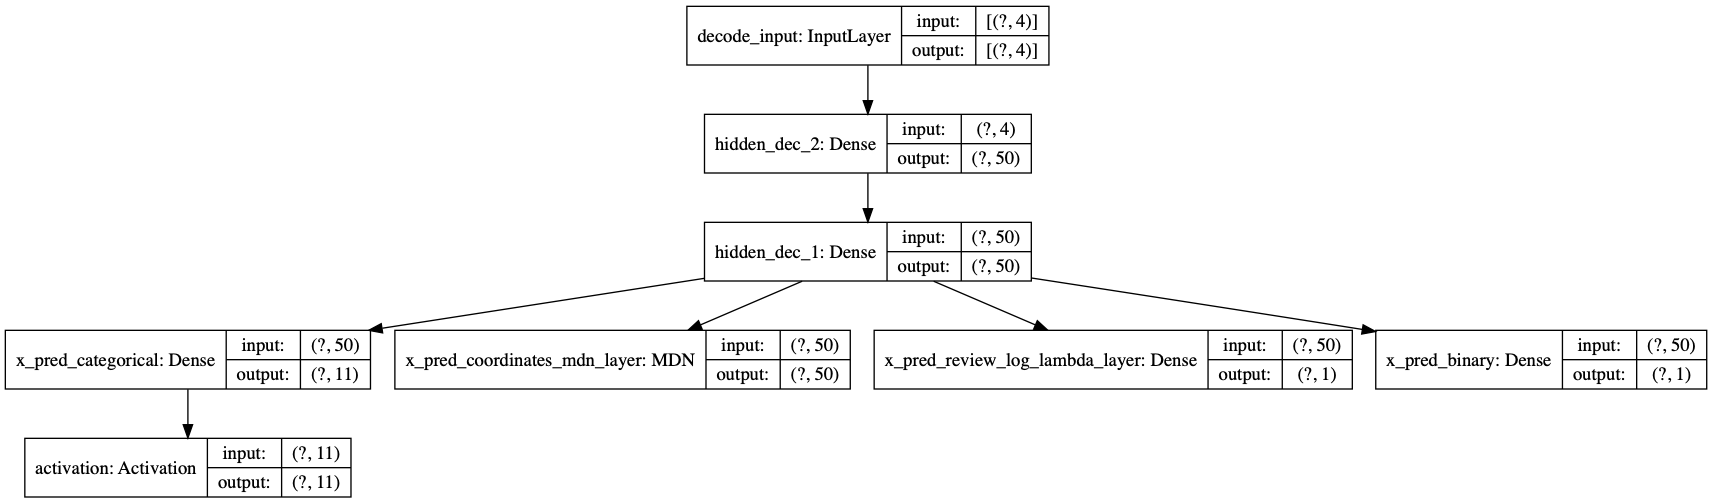 decode_input: InputLayer
input:
[(?, 4)]
output:
[(?, 4)]
hidden_dec_2: Dense
input:
(?, 4)
output:
(?, 50)
hidden_dec_1: Dense
input:
(?, 50)
output:
(?, 50)
x_pred_categorical: Dense
input:
(?, 50)
output:
(?, 11)
x_pred_coordinates_mdn_layer: MDN
input:
(?, 50)
output:
(?, 50)
x_pred_review_log_lambda_layer: Dense
input:
(?, 50)
output:
(?, 1)
x_pred_binary: Dense
input:
(?, 50)
output:
(?, 1)
activation: Activation
input:
(?, 11)
output:
(?, 11)